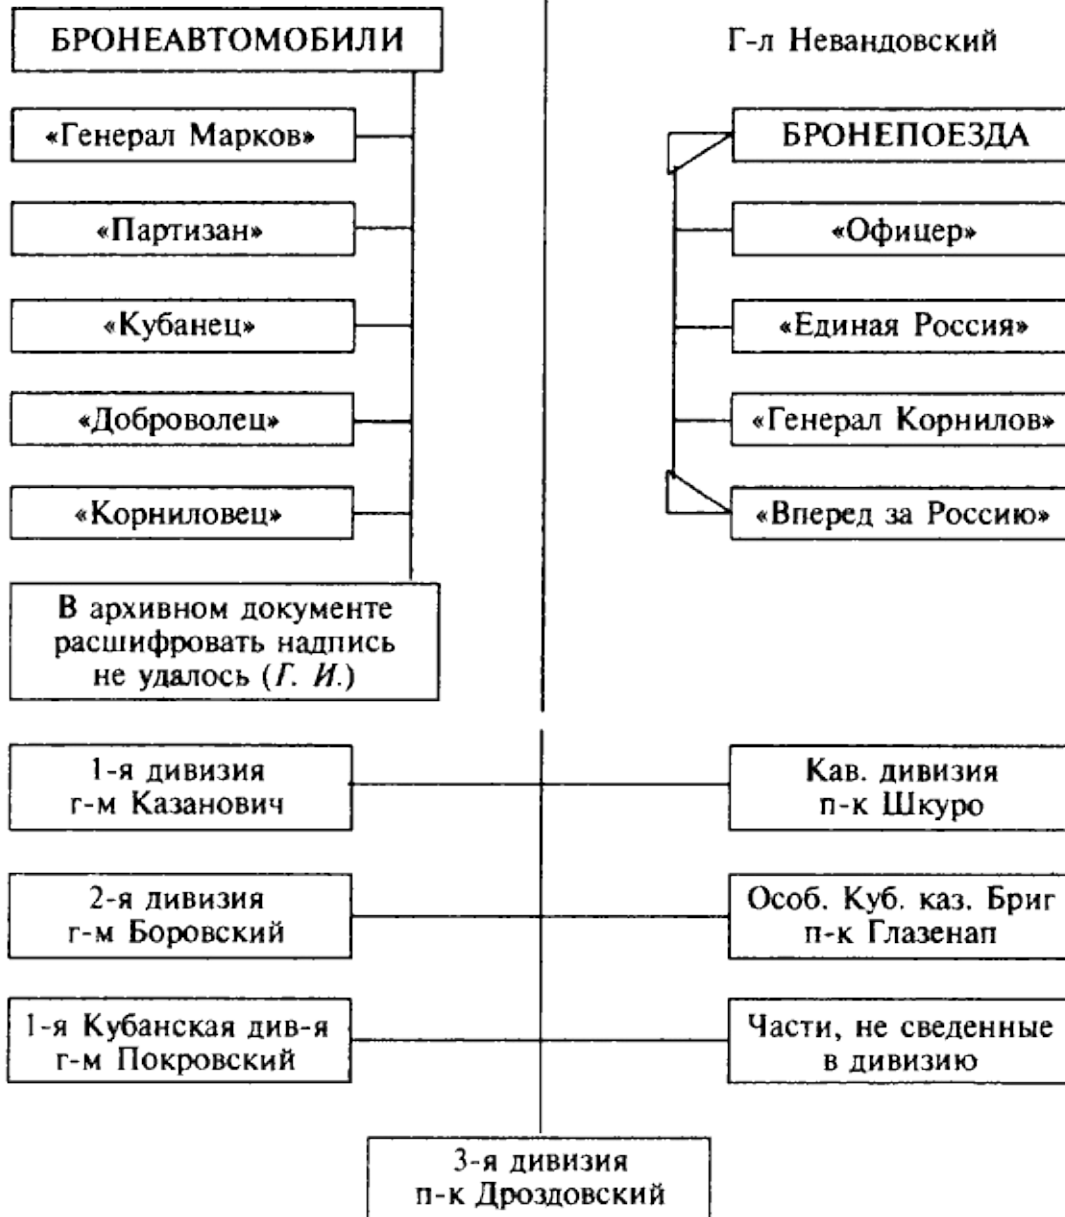 БРОНЕАВТОМОБИЛИ
«Генерал Марков»
«Партизан»
«Кубанец»
«Доброволец»
«Корниловец»
В архивном документе
расшифровать надпись
не удалось (Г. И.)
Г-л Невандовский
БРОНЕПОЕЗДА
«Офицер»
«Единая Россия»
«Генерал Корнилов»
«Вперед за Россию»
1-я дивизия
г-м Казанович
Кав. дивизия
п-к Шкуро
2-я дивизия
г-м Боровский
Особ. Куб. каз. Бриг
п-к Глазенап
1-я Кубанская див-я
г-м Покровский
Части, не сведенные
в дивизию
3-я дивизия
п-к Дроздовский